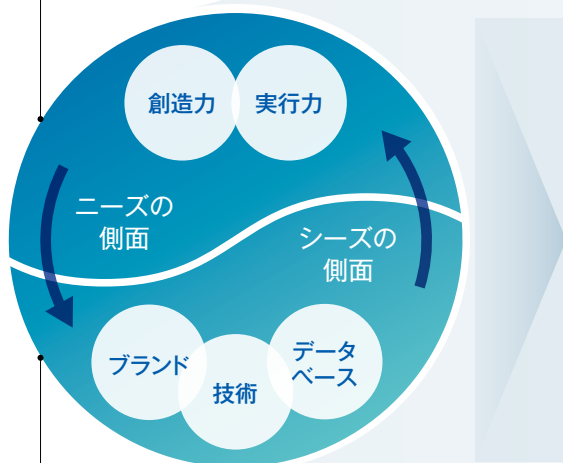 創造力
実行力
ニーズの
側面
シーズの
側面
ブランド
技術
データ
ベース